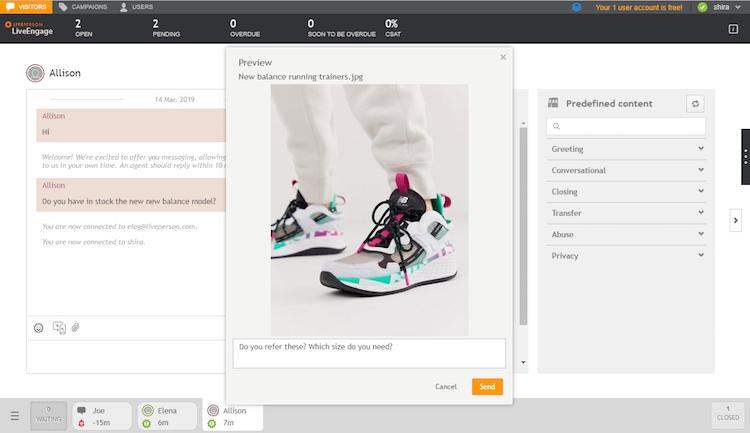 VISITORS
CAMPAIGNS
USERS
Your 1 user account is free!
shira
LIVEPERSON
LiveEngage
2
OPEN
2
PENDING
0
OVERDUE
0
SOON TO BE OVERDUE
0%
CSAT
Allison
14 Mar. 2019
Allison
Hi
Welcome! We're excited to offer you messaging, allowing
to us in your own time. An agent should reply within 10
Allison
Do you have in stock the new new balance model?
You are now connected to elag@liveperson.com.
You are now connected to shira.
Preview
New balance running trainers.jpg
Do you refer these? Which size do you need?
Cancel
Send
Predefined content
Greeting
Conversational
Closing
Transfer
Abuse
Privacy
0
WAITING
Joe
-15m
Elena
6m
Allison
7m
1
CLOSED